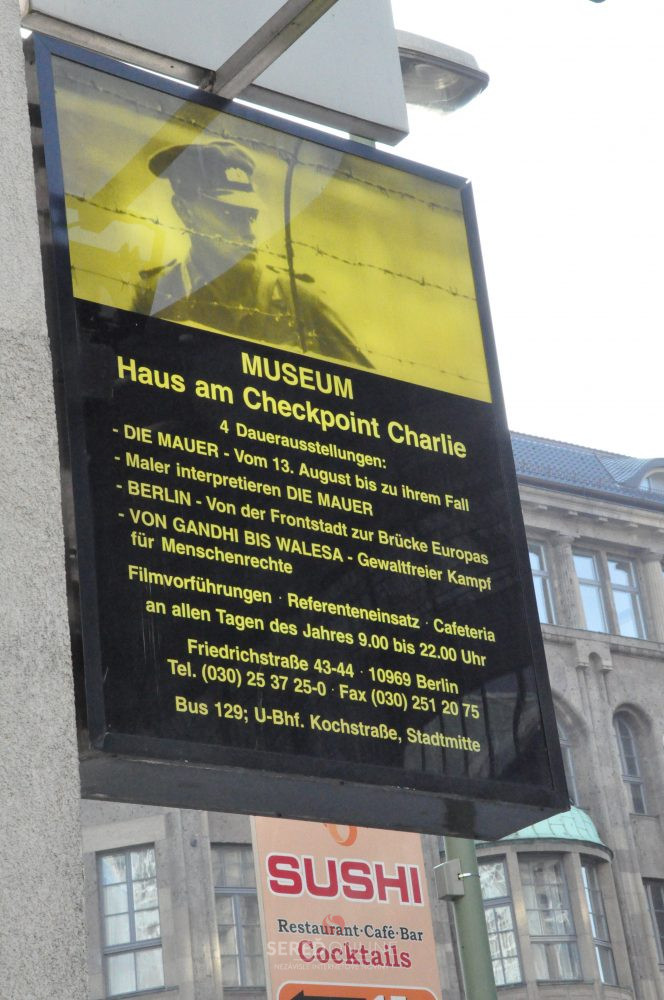 MUSEUM
Haus am Checkpoint Charlie
4 Dauerausstellungen:
- DIE MAUER - Vom 13. August bis zu ihrem Fall
- Maler interpretieren DIE MAUER
- BERLIN - Von der Frontstadt zur Brücke Europas
- VON GANDHI BIS WALESA - Gewaltfreier Kampf
für Menschenrechte
Filmvorführungen · Referenteneinsatz · Cafeteria
an allen Tagen des Jahres 9.00 bis 22.00 Uhr
Friedrichstraße 43-44 · 10969 Berlin
Tel. (030) 25 37 25-0 · Fax (030) 251 20 75
Bus 129; U-Bhf. Kochstraße, Stadtmitte
SUSHI
Restaurant·Café·Bar
Cocktails